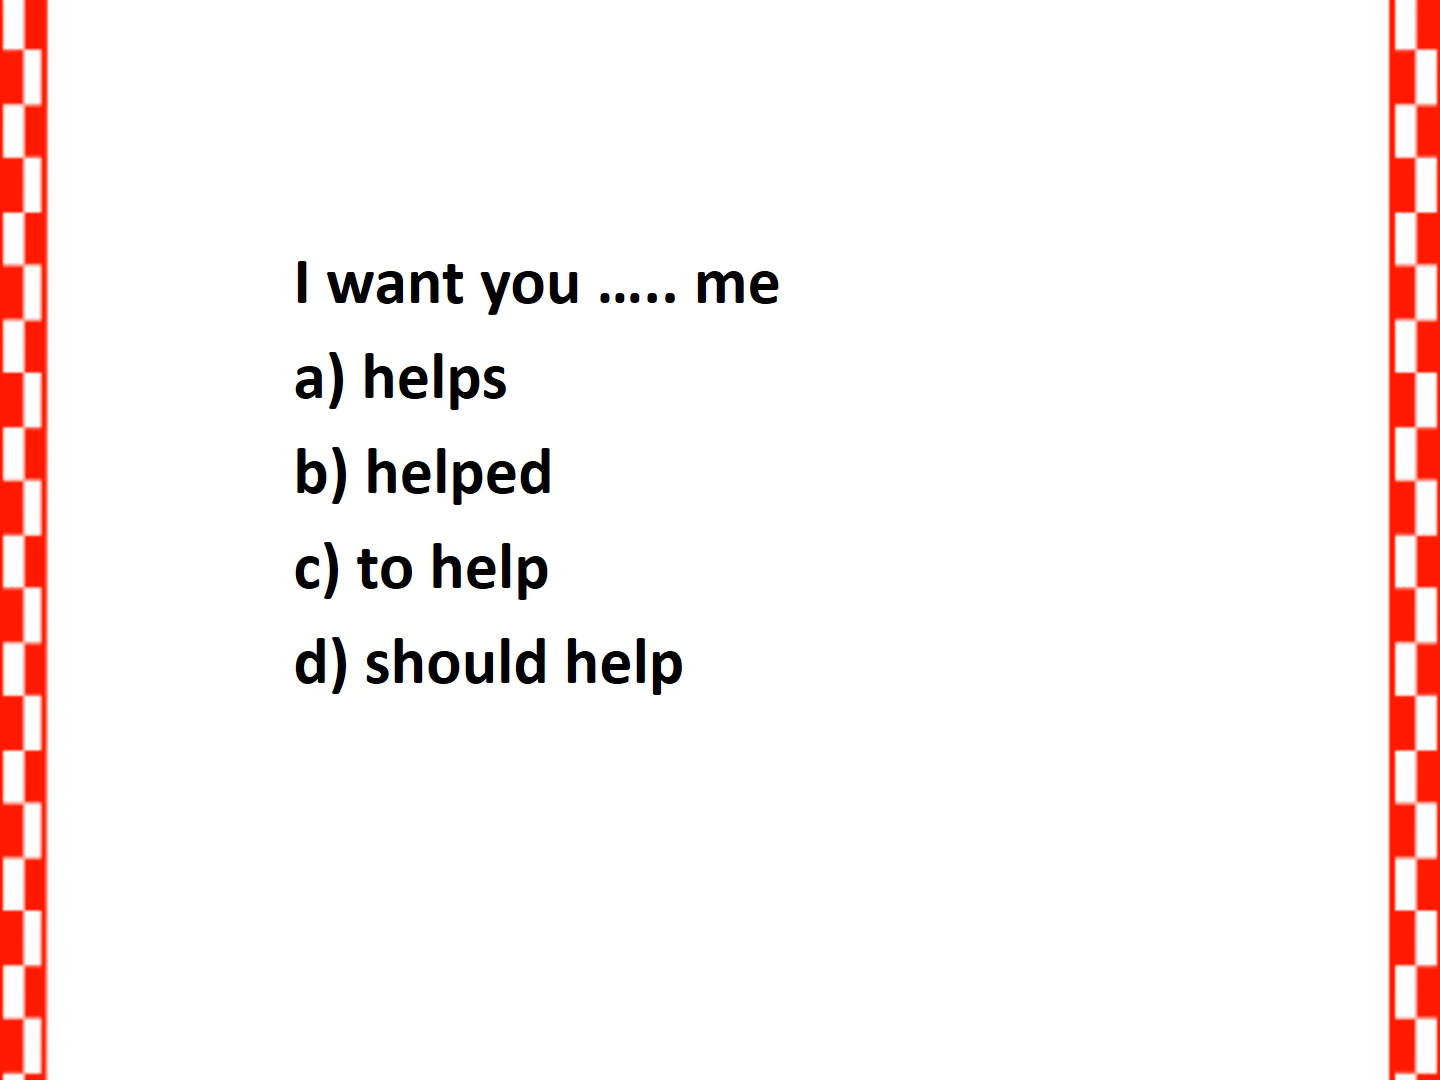 I want you ….. me
a) helps
b) helped
c) to help
d) should help